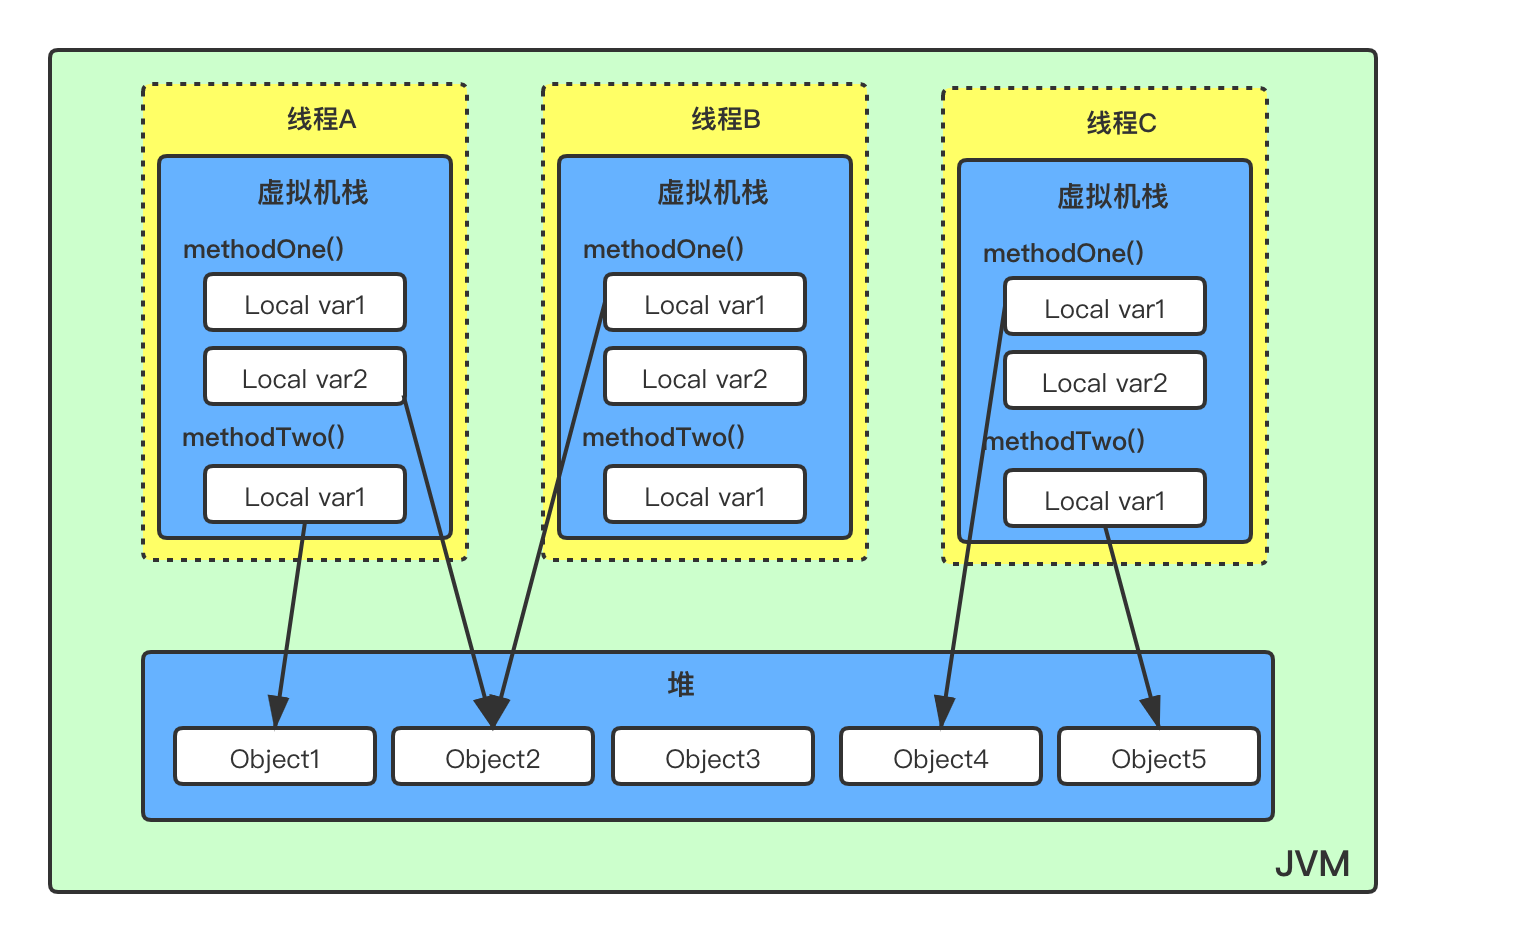 线程A
虚拟机栈
methodOne()
Local var1
Local var2
methodTwo()
Local var1
线程B
虚拟机栈
methodOne()
Local var1
Local var2
methodTwo()
Local var1
线程C
虚拟机栈
methodOne()
Local var1
Local var2
methodTwo()
Local var1
堆
Object1
Object2
Object3
Object4
Object5
JVM